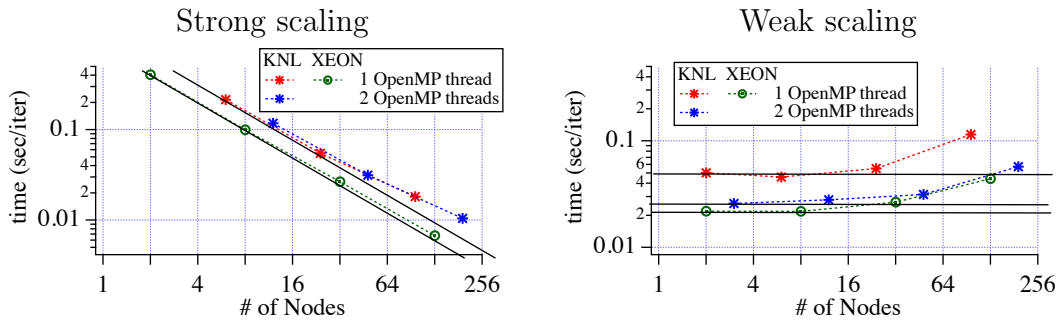 Strong scaling
KNL XEON
1 OpenMP thread
2 OpenMP threads
time (sec/iter)
4
2
0.1
4
2
0.01
4
1 4 16 64 256
# of Nodes
Weak scaling
KNL XEON
1 OpenMP thread
2 OpenMP threads
time (sec/iter)
4
2
0.1
6
4
2
0.01
1 4 16 64 256
# of Nodes